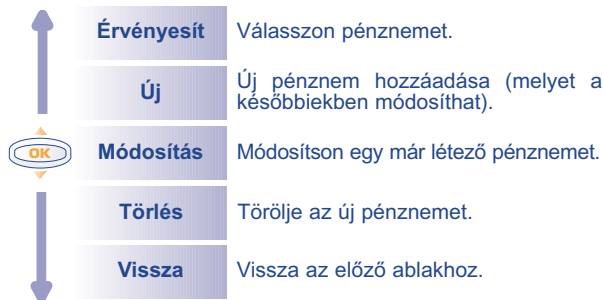 Érvényesít Válasszon pénznemet.
Új Új pénznem hozzáadása (melyet a
későbbiekben módosíthat).
OK Módosítás Módosítson egy már létező pénznemet.
Törlés Törölje az új pénznemet.
Vissza Vissza az előző ablakhoz.